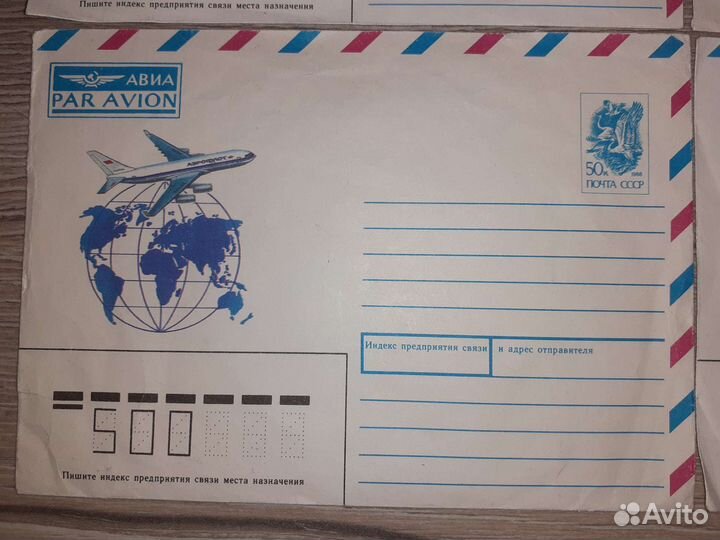 Пишите индекс предприятия связи места назначения
АВИА
PAR AVION
АЭРОФЛОТ
50к 1988
ПОЧТА СССР
Индекс предприятия связи и адрес отправителя
500
Пишите индекс предприятия связи места назначения
Avito